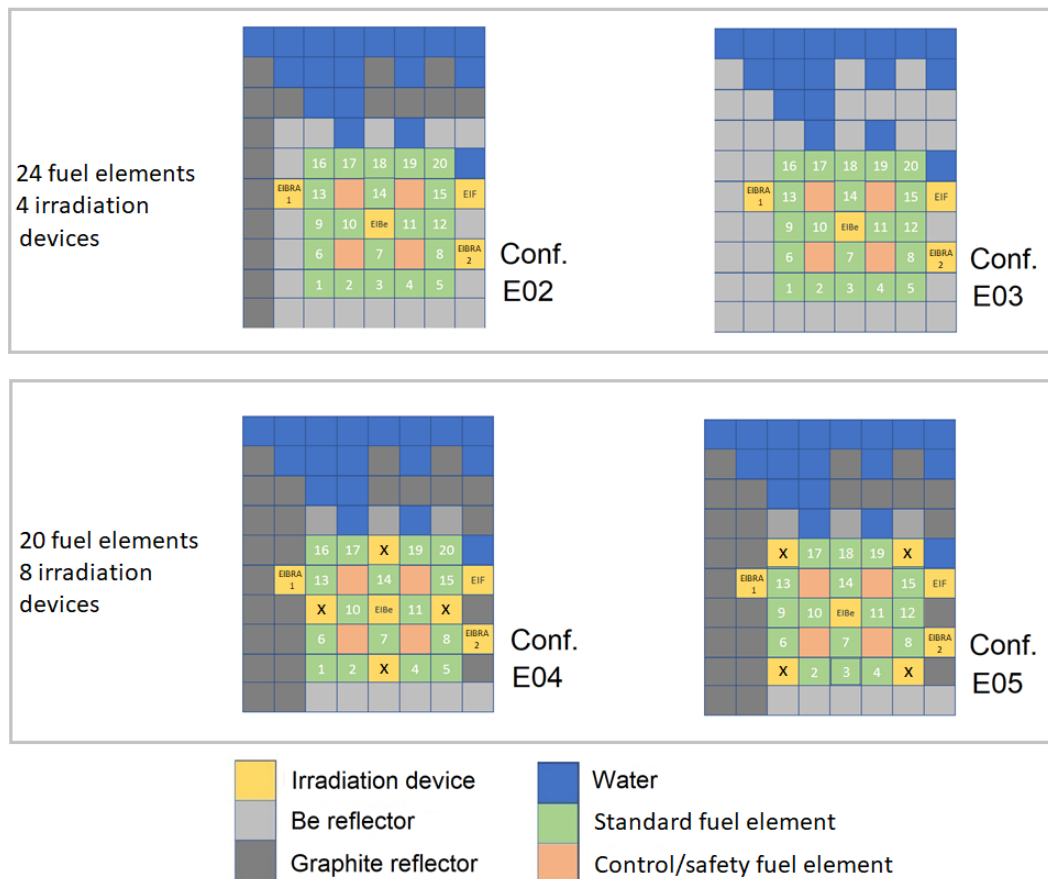 16 17 18 19 20
EIBRA 1 13 14 15 EIF
9 10 EIBe 11 12
6 7 8 EIBRA 2
1 2 3 4 5
24 fuel elements
4 irradiation
devices
Conf.
E02
16 17 18 19 20
EIBRA 1 13 14 15 EIF
9 10 EIBe 11 12
6 7 8 EIBRA 2
1 2 3 4 5
Conf.
E03
20 fuel elements
8 irradiation
devices
16 17 X 19 20
EIBRA 1 13 14 15 EIF
X 10 EIBe 11 X
6 7 8 EIBRA 2
1 2 X 4 5
Conf.
E04
X 17 18 19 X
EIBRA 1 13 14 15 EIF
9 10 EIBe 11 12
6 7 8 EIBRA 2
X 2 3 4 X
Conf.
E05
Irradiation device
Be reflector
Graphite reflector
Water
Standard fuel element
Control/safety fuel element